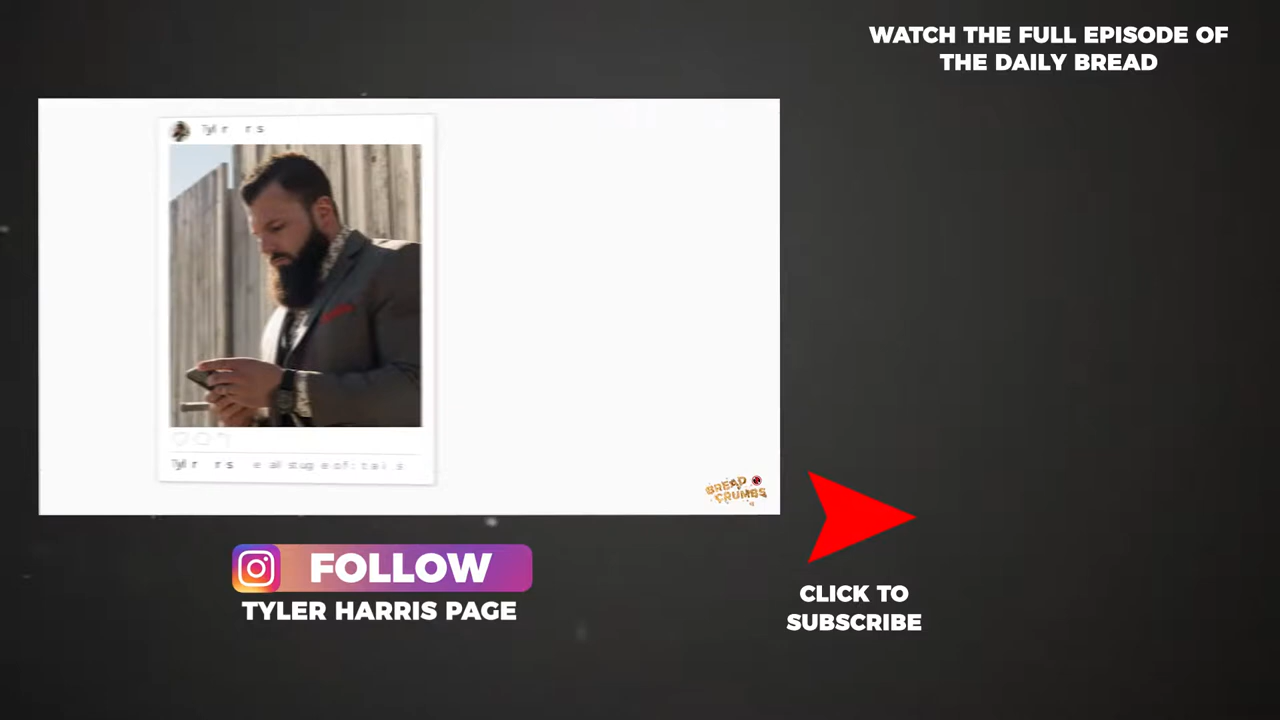 WATCH THE FULL EPISODE OF
THE DAILY BREAD
BREAD
CRUMBS
FOLLOW
TYLER HARRIS PAGE
CLICK TO
SUBSCRIBE